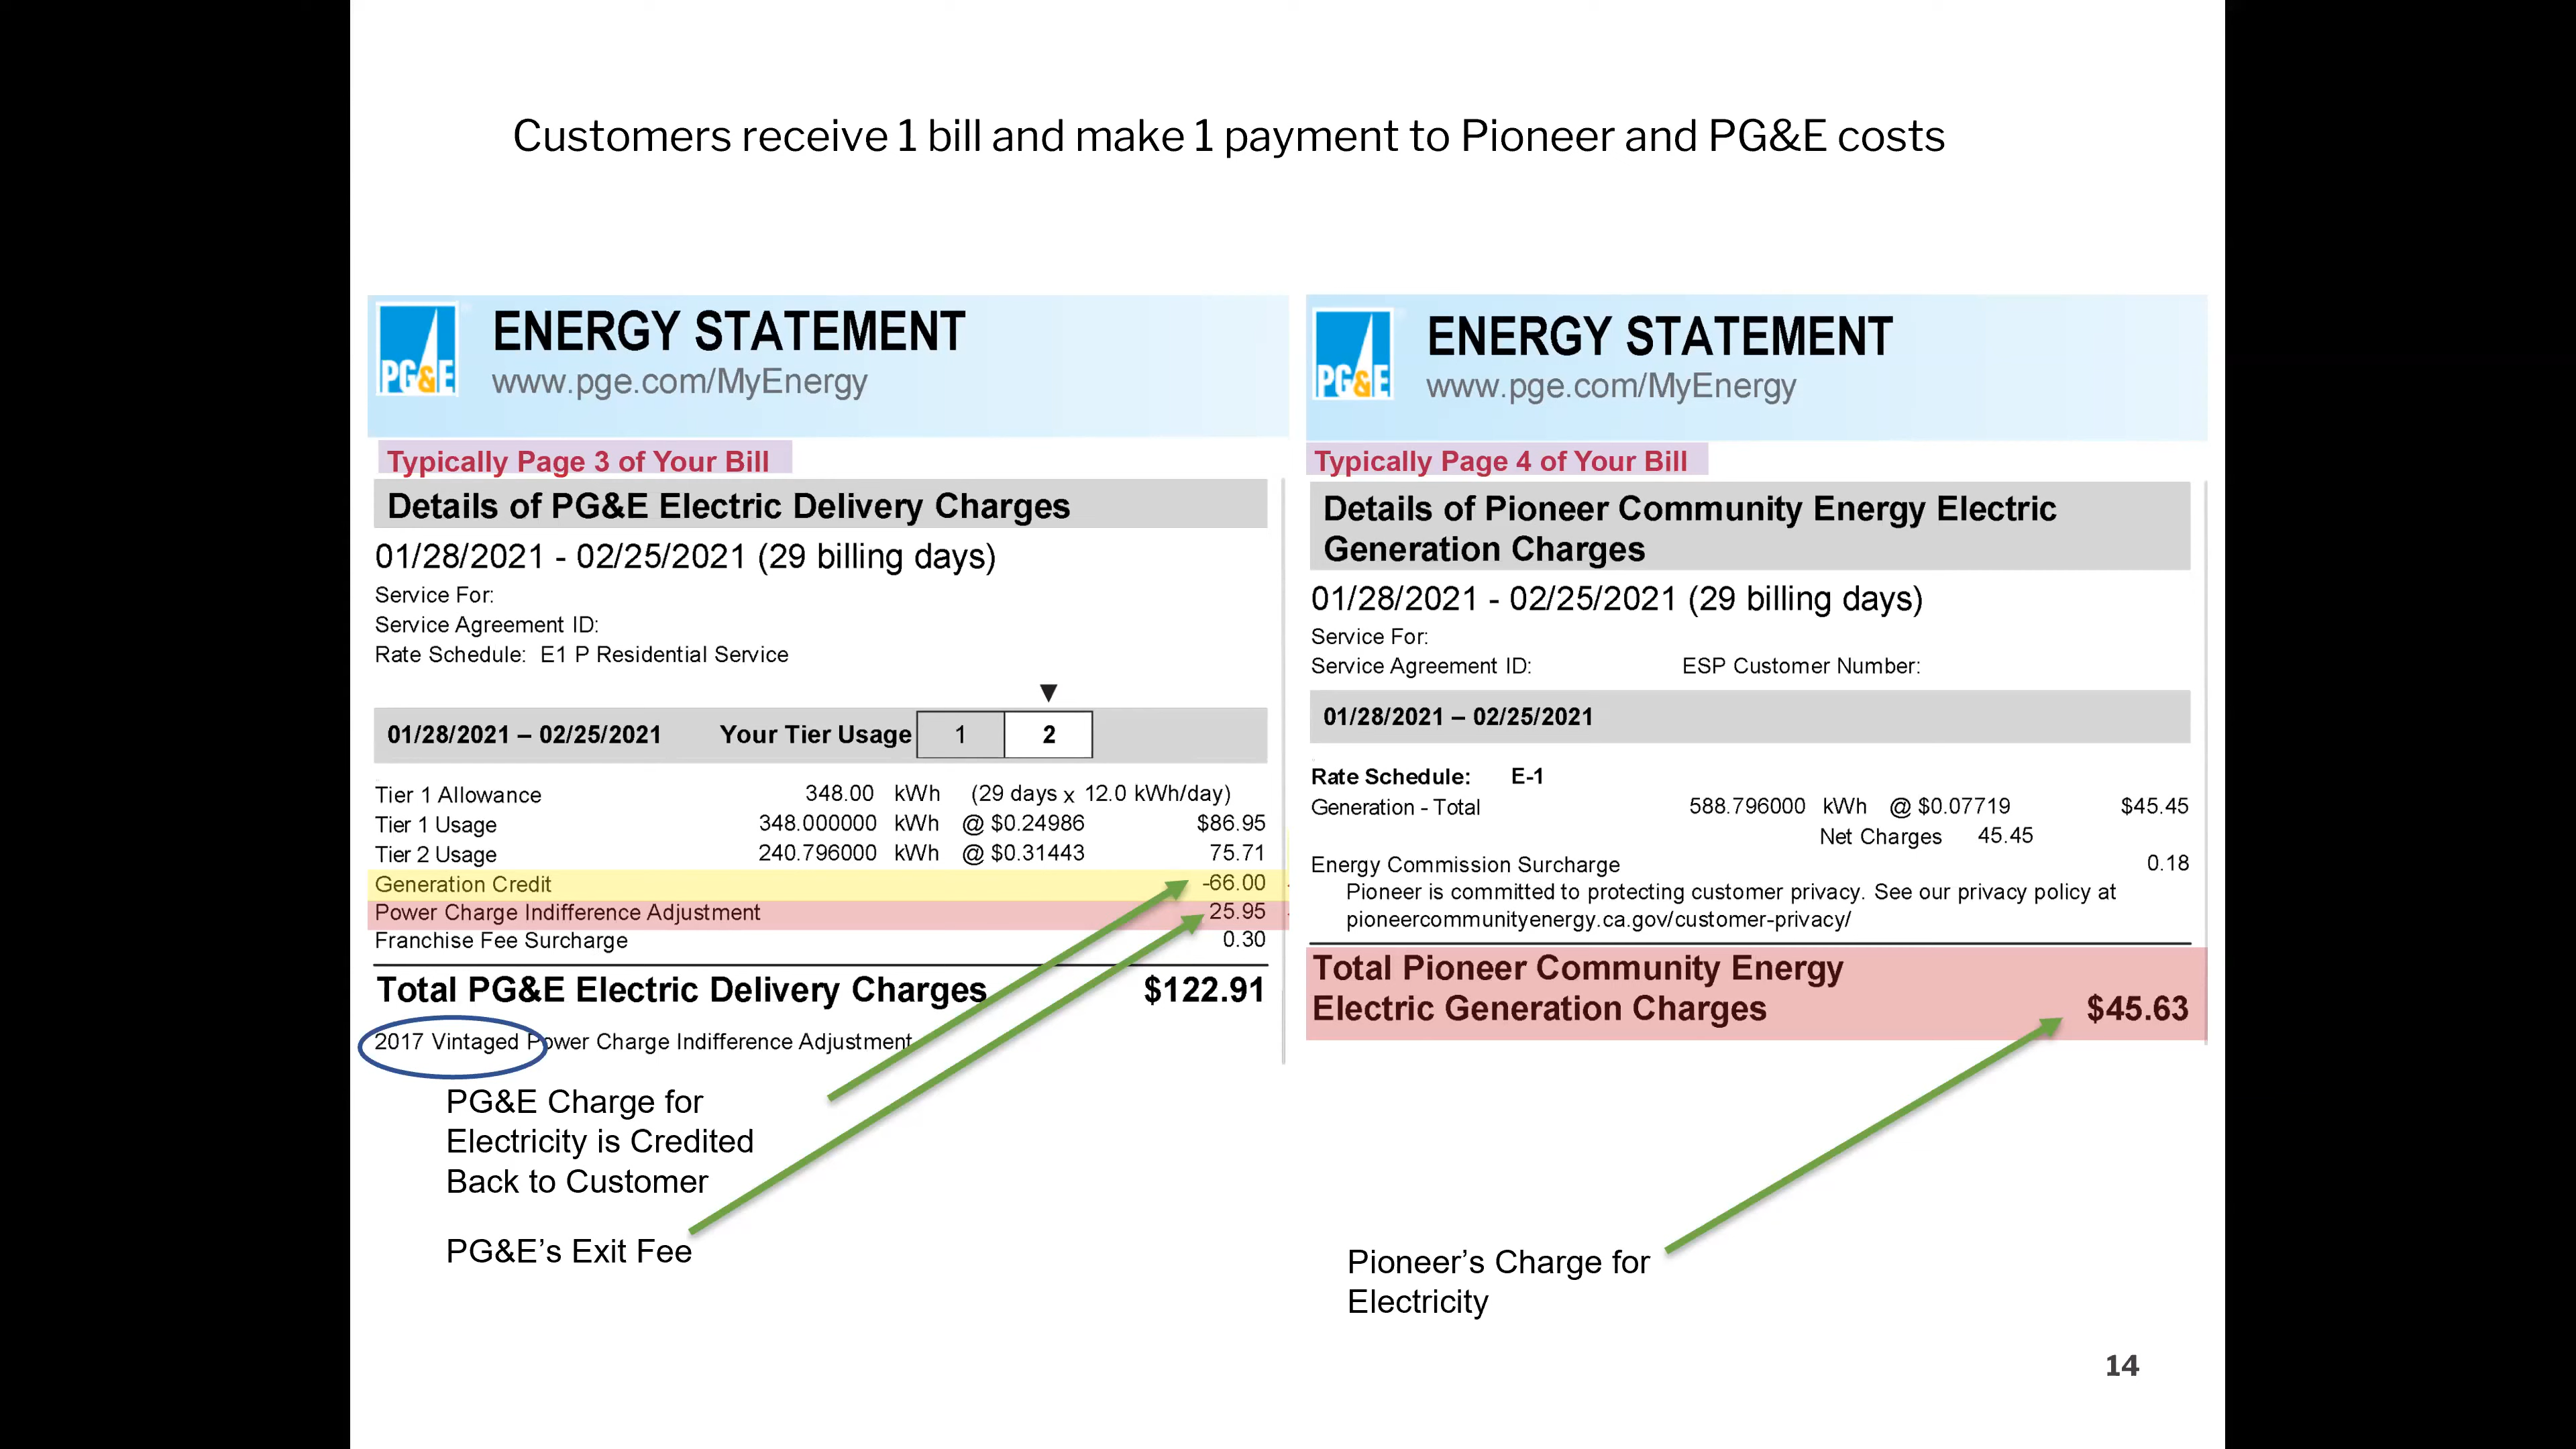 Customers receive 1 bill and make 1 payment to Pioneer and PG&E costs
PG&E
ENERGY STATEMENT
www.pge.com/MyEnergy
Typically Page 3 of Your Bill
Details of PG&E Electric Delivery Charges
01/28/2021 - 02/25/2021 (29 billing days)
Service For:
Service Agreement ID:
Rate Schedule: E1 P Residential Service
01/28/2021 – 02/25/2021 Your Tier Usage 1 2
Tier 1 Allowance 348.00 kWh (29 days x 12.0 kWh/day)
Tier 1 Usage 348.000000 kWh @ $0.24986 $86.95
Tier 2 Usage 240.796000 kWh @ $0.31443 75.71
Generation Credit -66.00
Power Charge Indifference Adjustment 25.95
Franchise Fee Surcharge 0.30
Total PG&E Electric Delivery Charges $122.91
2017 Vintaged Power Charge Indifference Adjustment
PG&E Charge for
Electricity is Credited
Back to Customer
PG&E’s Exit Fee
PG&E
ENERGY STATEMENT
www.pge.com/MyEnergy
Typically Page 4 of Your Bill
Details of Pioneer Community Energy Electric
Generation Charges
01/28/2021 - 02/25/2021 (29 billing days)
Service For:
Service Agreement ID: ESP Customer Number:
01/28/2021 – 02/25/2021
Rate Schedule: E-1
Generation - Total 588.796000 kWh @ $0.07719 $45.45
Net Charges 45.45
Energy Commission Surcharge 0.18
Pioneer is committed to protecting customer privacy. See our privacy policy at
pioneercommunityenergy.ca.gov/customer-privacy/
Total Pioneer Community Energy
Electric Generation Charges $45.63
Pioneer’s Charge for
Electricity
14